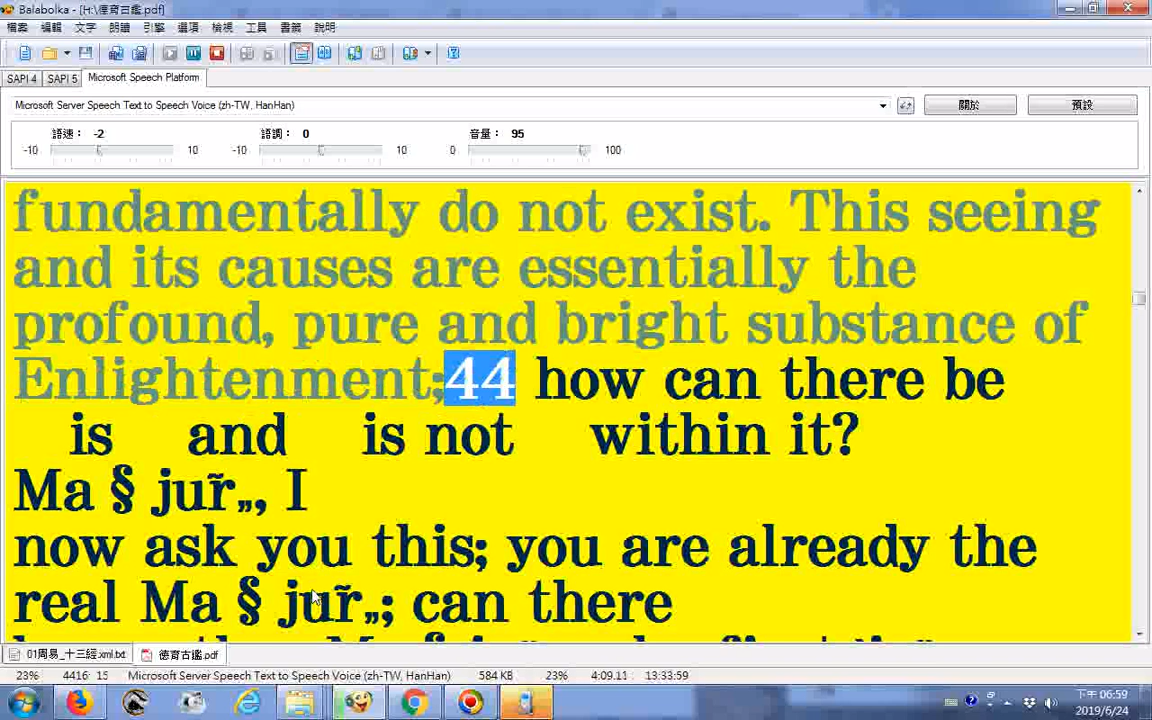 Balabolka - [H:\德育古鑑.pdf]
檔案 編輯 文字 朗讀 引擎 選項 檢視 工具 書籤 說明
SAPI 4 SAPI 5 Microsoft Speech Platform
Microsoft Server Speech Text to Speech Voice (zh-TW, HanHan) 關於 預設
語速： -2 語調： 0 音量： 95
-10 10 -10 10 0 100
fundamentally do not exist. This seeing
and its causes are essentially the
profound, pure and bright substance of
Enlightenment;44 how can there be
is and is not within it?
Ma § jur̃„, I
now ask you this; you are already the
real Ma § jur̃„; can there
01周易_十三經.xml.txt 德育古鑑.pdf
23% 4416: 15 Microsoft Server Speech Text to Speech Voice (zh-TW, HanHan) 584 KB 23% 4:09.11 13:33:59
下午 06:59
2019/6/24